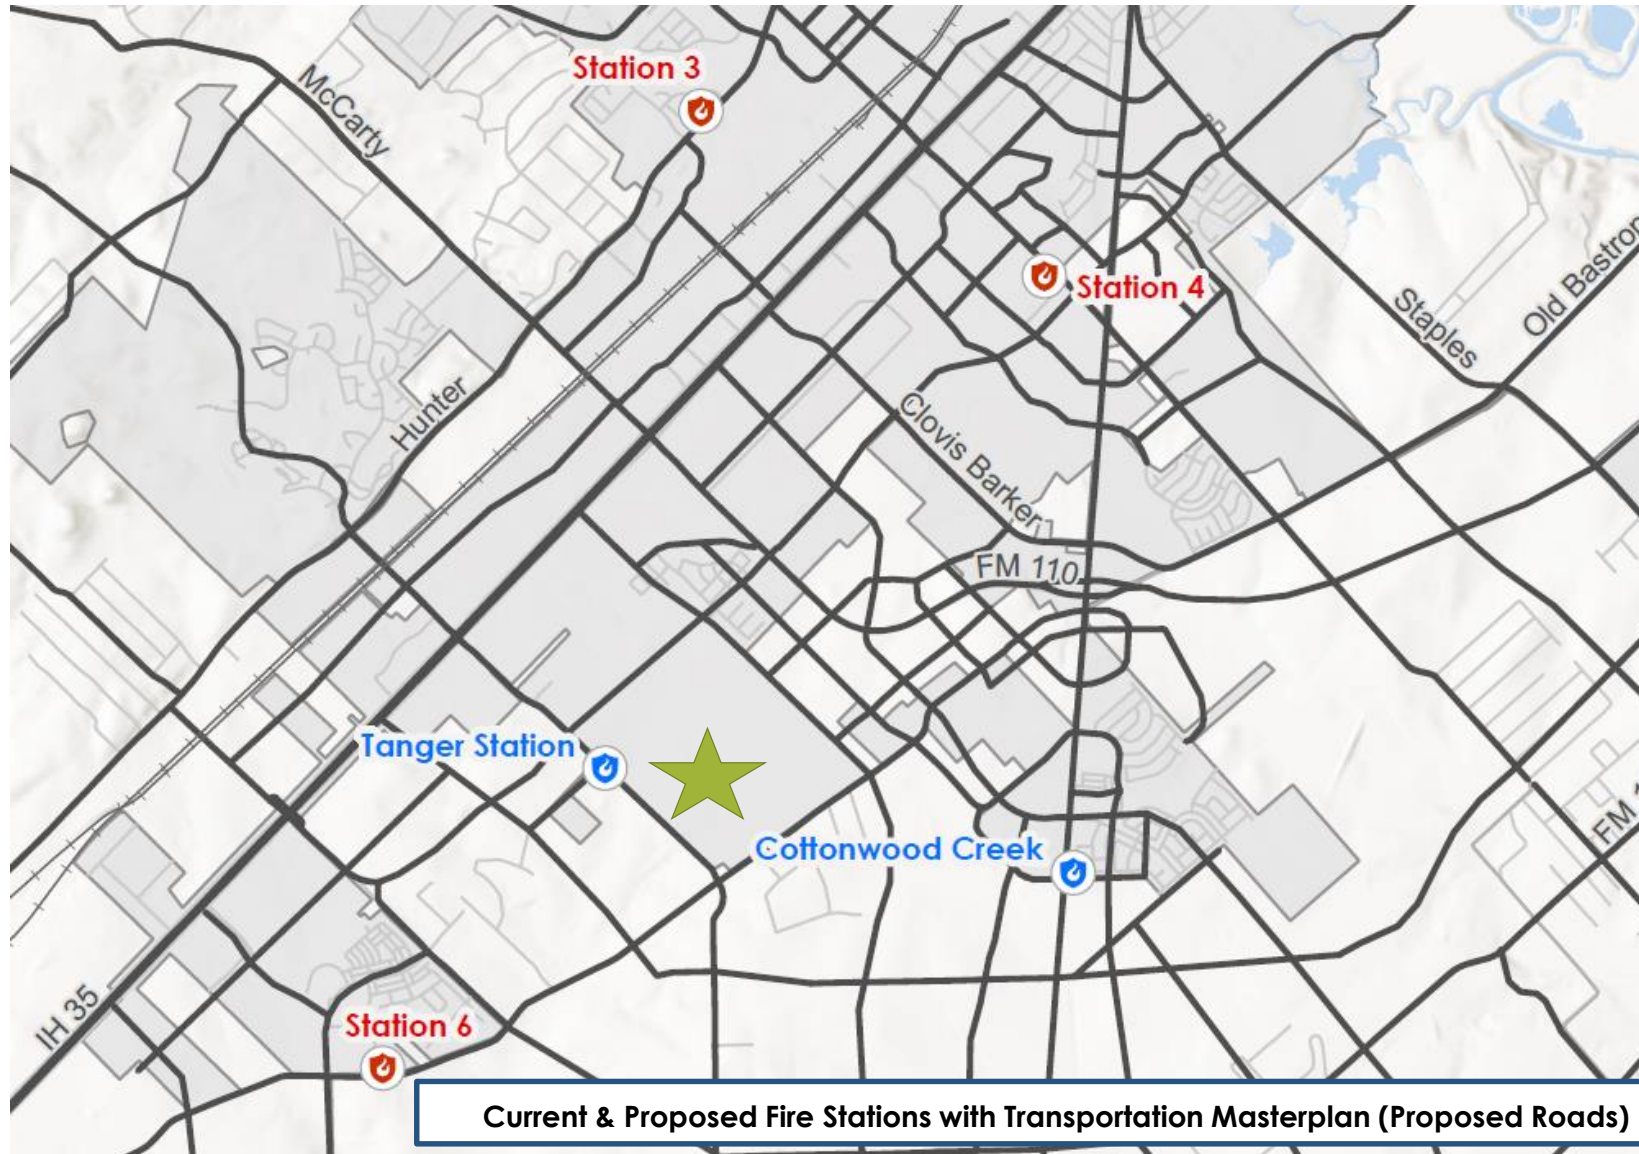 Station 3
McCarty
Station 4
Staples
Old Bastrop
Hunter
Clovis Barker
FM 110
Tanger Station
Cottonwood Creek
FM 1
IH 35
Station 6
Current & Proposed Fire Stations with Transportation Masterplan (Proposed Roads)